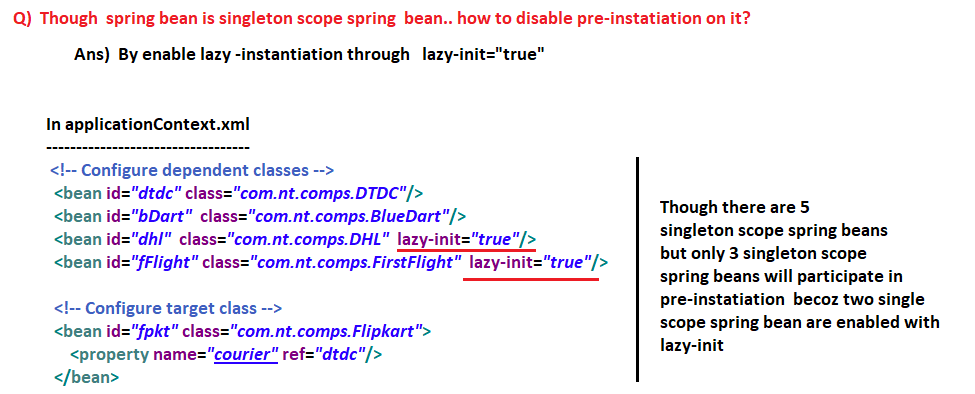 Q) Though spring bean is singleton scope spring bean.. how to disable pre-instatiation on it?
Ans) By enable lazy -instantiation through lazy-init="true"
In applicationContext.xml
----------------------------------
<!-- Configure dependent classes -->
<bean id="dtdc" class="com.nt.comps.DTDC"/>
<bean id="bDart" class="com.nt.comps.BlueDart"/>
<bean id="dhl" class="com.nt.comps.DHL" lazy-init="true"/>
<bean id="fFlight" class="com.nt.comps.FirstFlight" lazy-init="true"/>
<!-- Configure target class -->
<bean id="fpkt" class="com.nt.comps.Flipkart">
<property name="courier" ref="dtdc"/>
</bean>
Though there are 5
singleton scope spring beans
but only 3 singleton scope
spring beans will participate in
pre-instatiation becoz two single
scope spring bean are enabled with
lazy-init